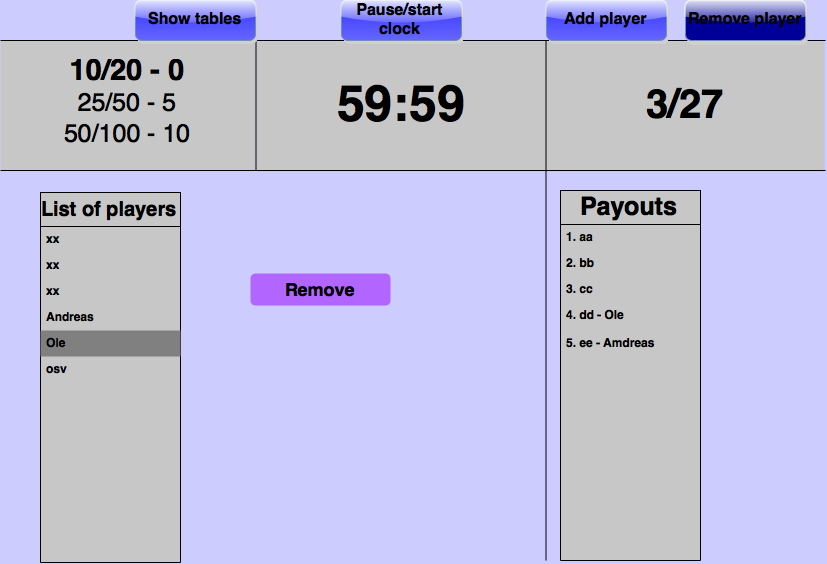 Show tables
Pause/start
clock
Add player
Remove player
10/20 - 0
25/50 - 5
50/100 - 10
59:59
3/27
List of players
xx
xx
xx
Andreas
Ole
osv
Remove
Payouts
1. aa
2. bb
3. cc
4. dd - Ole
5. ee - Amdreas